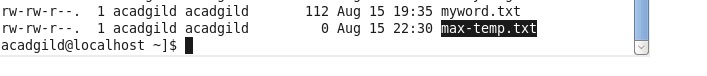 rw-rw-r--.  1 acadgild acadgild       112 Aug 15 19:35 myword.txt
rw-rw-r--.  1 acadgild acadgild         0 Aug 15 22:30 max-temp.txt
acadgild@localhost ~]$